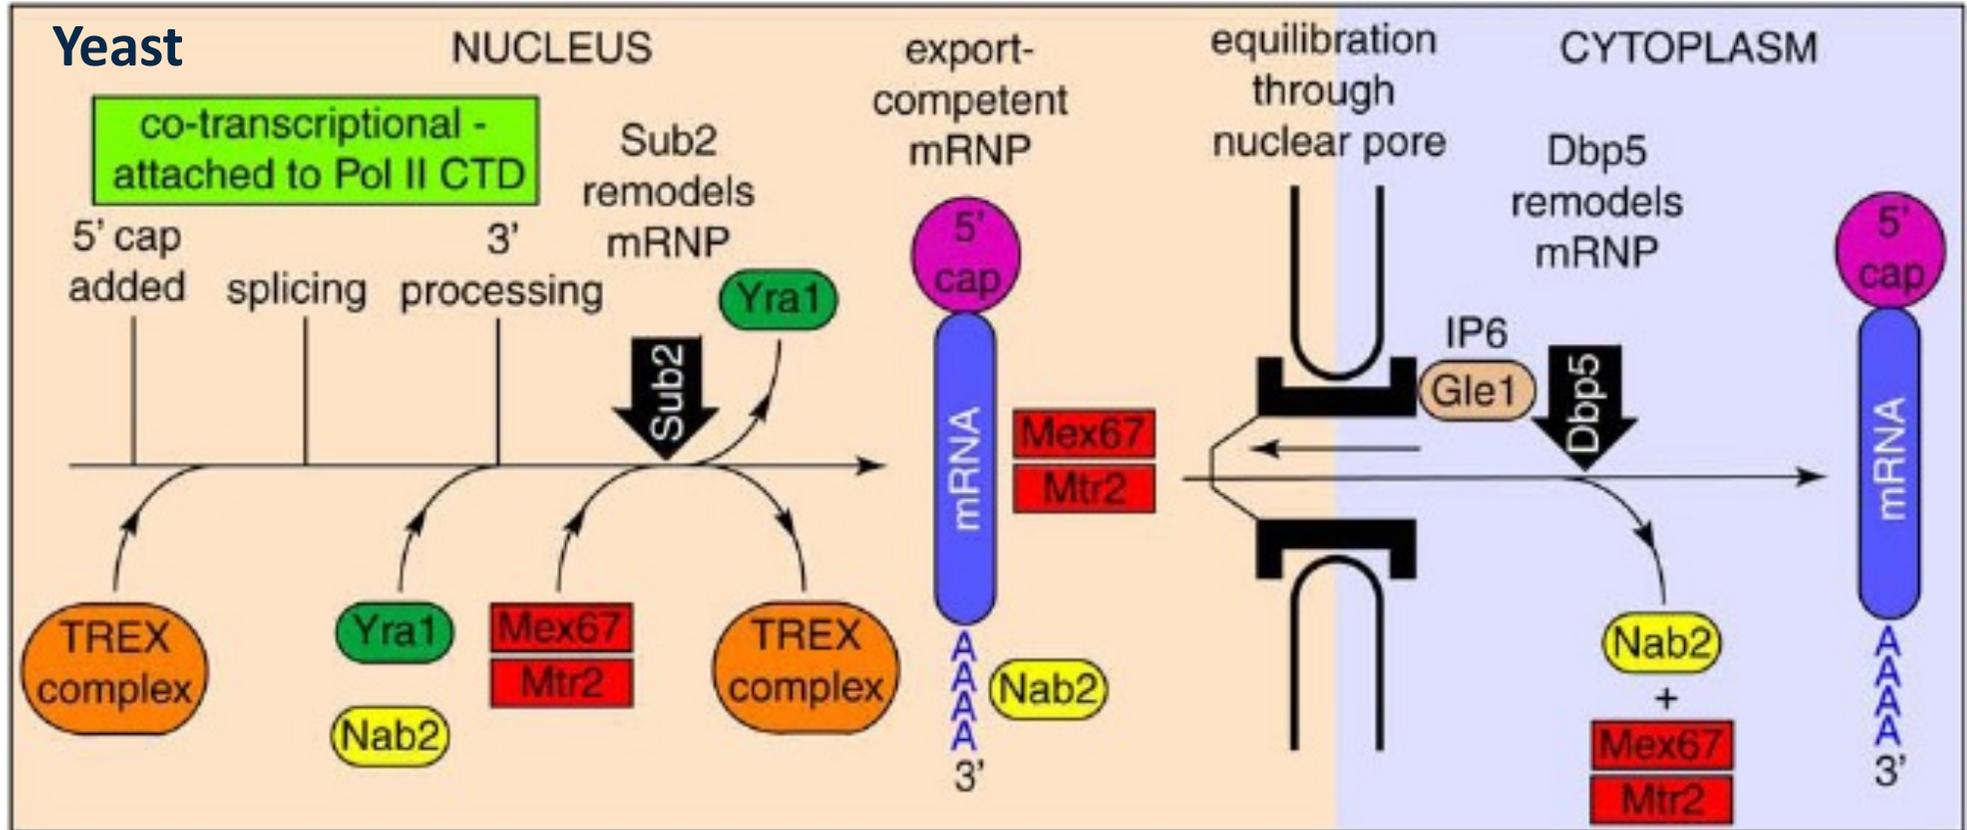 Yeast
NUCLEUS
co-transcriptional -
attached to Pol II CTD
5' cap
added
splicing
3'
processing
Sub2
remodels
mRNP
Sub2
Yra1
TREX
complex
Yra1
Nab2
Mex67
Mtr2
TREX
complex
export-
competent
mRNP
5'
cap
mRNA
Mex67
Mtr2
A
A
A
A
A
3'
Nab2
equilibration
through
nuclear pore
CYTOPLASM
Dbp5
remodels
mRNP
IP6
Gle1
Dbp5
Nab2
+
Mex67
Mtr2
5'
cap
mRNA
A
A
A
A
A
3'